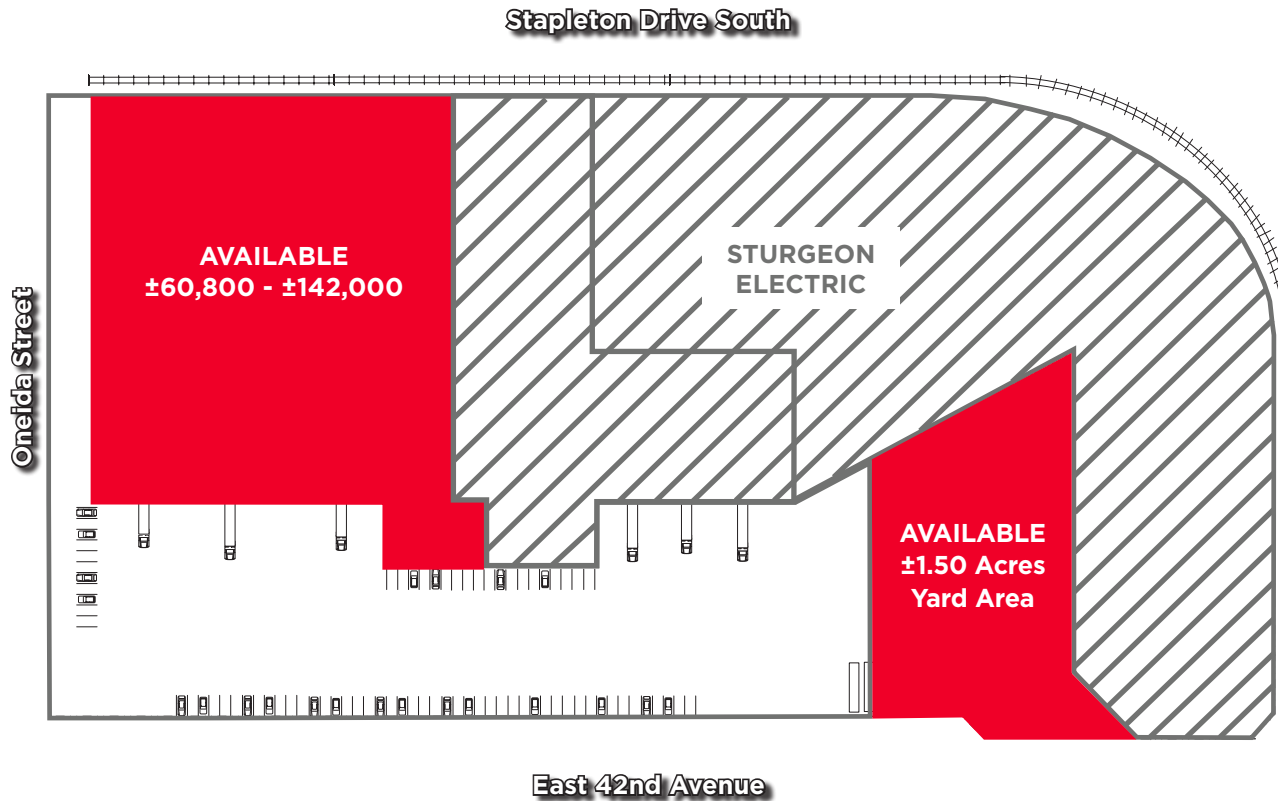 Stapleton Drive South
AVAILABLE
±60,800 - ±142,000
STURGEON
ELECTRIC
Oneida Street
AVAILABLE
±1.50 Acres
Yard Area
East 42nd Avenue